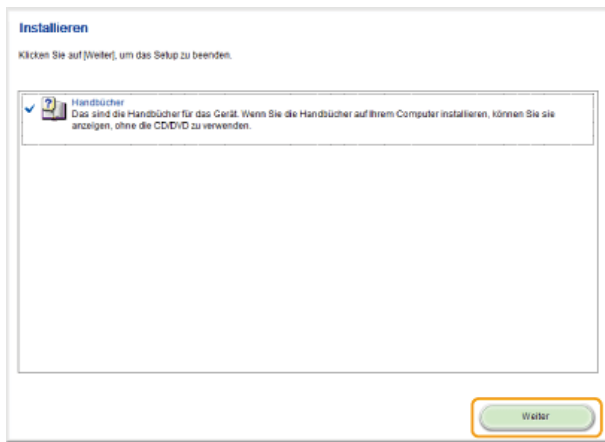 Installieren
Klicken Sie auf [Weiter], um das Setup zu beenden.
Handbücher
Das sind die Handbücher für das Gerät. Wenn Sie die Handbücher auf Ihrem Computer installieren, können Sie sie
anzeigen, ohne die CD/DVD zu verwenden.
Weiter